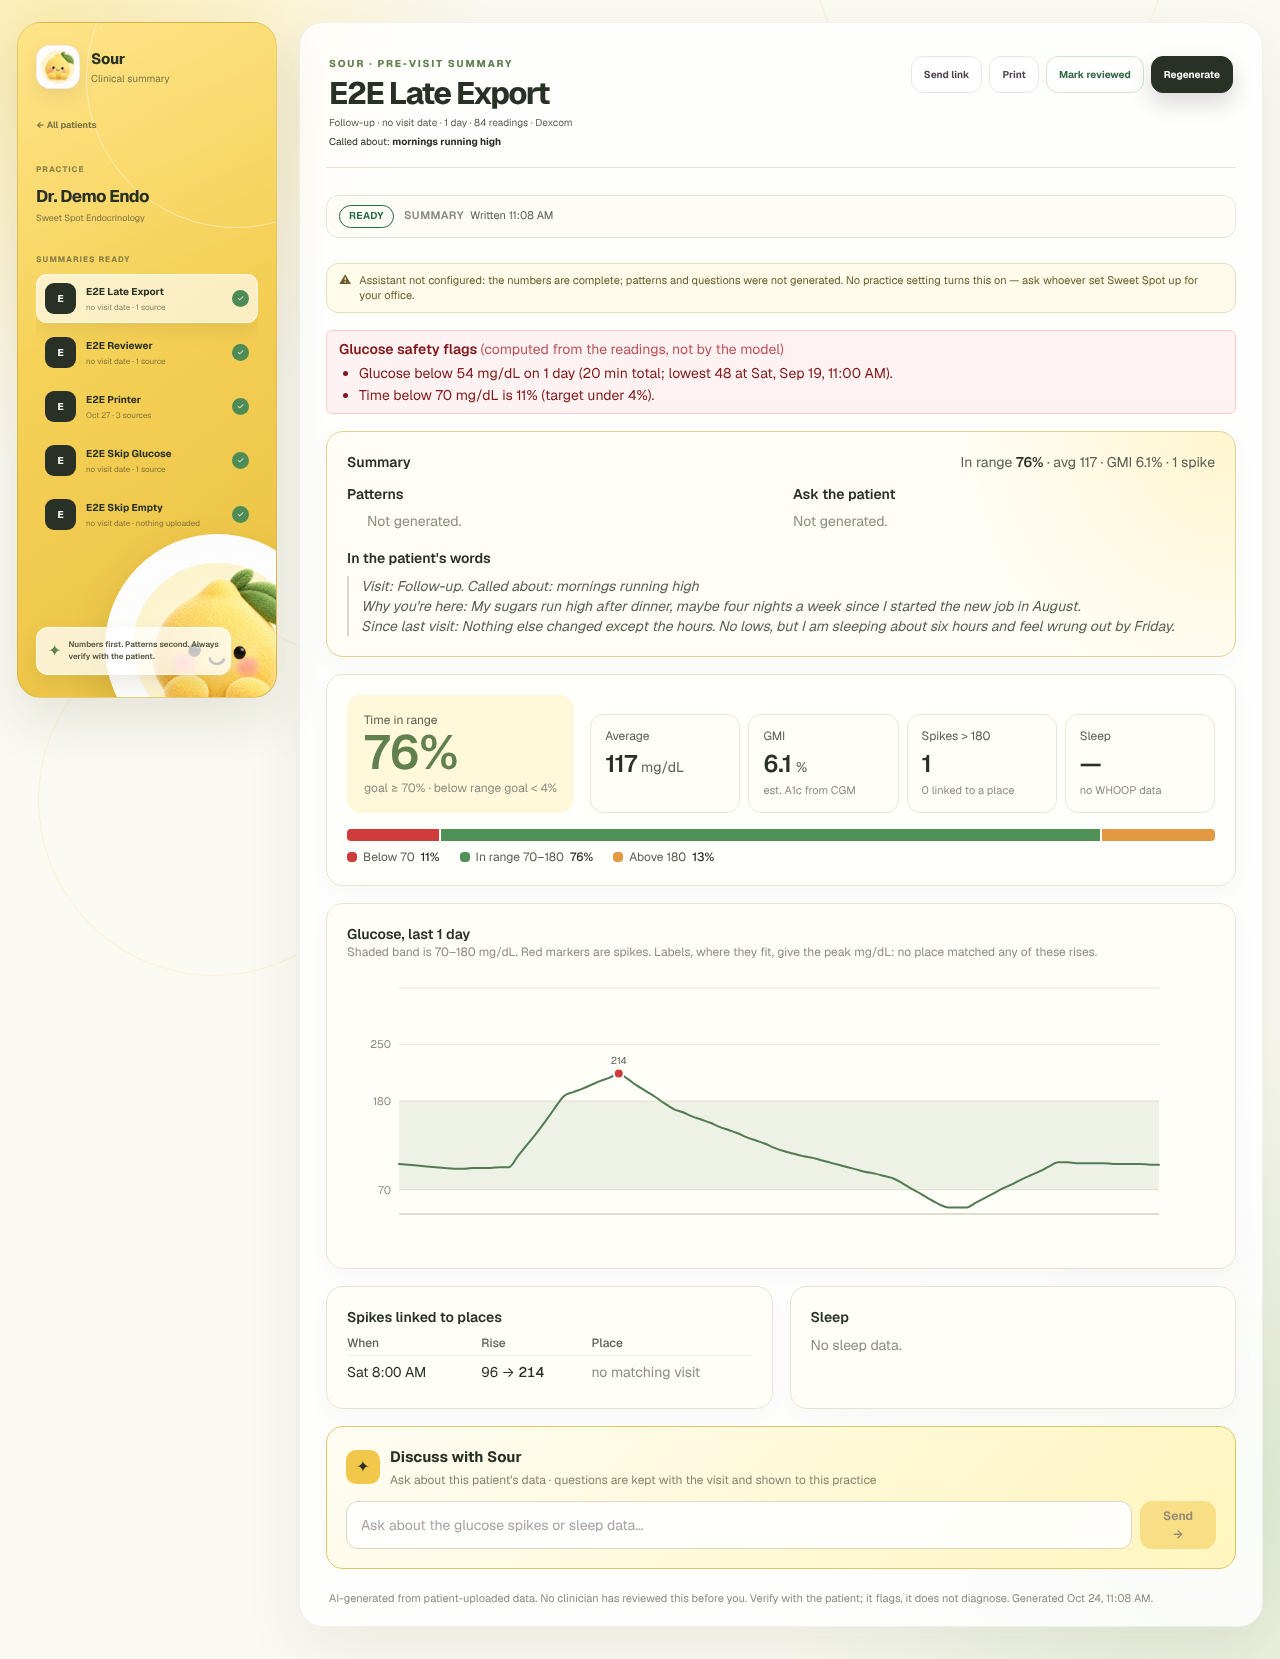 Sour
Clinical summary
← All patients
PRACTICE
Dr. Demo Endo
Sweet Spot Endocrinology
SUMMARIES READY
E
E2E Late Export
no visit date · 1 source
E
E2E Reviewer
no visit date · 1 source
E
E2E Printer
Oct 27 · 3 sources
E
E2E Skip Glucose
no visit date · 1 source
E
E2E Skip Empty
no visit date · nothing uploaded
Numbers first. Patterns second. Always
verify with the patient.
SOUR · PRE-VISIT SUMMARY
E2E Late Export
Follow-up · no visit date · 1 day · 84 readings · Dexcom
Called about: mornings running high
Send link
Print
Mark reviewed
Regenerate
READY SUMMARY Written 11:08 AM
Assistant not configured: the numbers are complete; patterns and questions were not generated. No practice setting turns this on — ask whoever set Sweet Spot up for
your office.
Glucose safety flags (computed from the readings, not by the model)
• Glucose below 54 mg/dL on 1 day (20 min total; lowest 48 at Sat, Sep 19, 11:00 AM).
• Time below 70 mg/dL is 11% (target under 4%).
Summary
In range 76% · avg 117 · GMI 6.1% · 1 spike
Patterns
Not generated.
Ask the patient
Not generated.
In the patient's words
Visit: Follow-up. Called about: mornings running high
Why you're here: My sugars run high after dinner, maybe four nights a week since I started the new job in August.
Since last visit: Nothing else changed except the hours. No lows, but I am sleeping about six hours and feel wrung out by Friday.
Time in range
76%
goal ≥ 70% · below range goal < 4%
Average
117 mg/dL
GMI
6.1 %
est. A1c from CGM
Spikes > 180
1
0 linked to a place
Sleep
—
no WHOOP data
Below 70 11%
In range 70–180 76%
Above 180 13%
Glucose, last 1 day
Shaded band is 70–180 mg/dL. Red markers are spikes. Labels, where they fit, give the peak mg/dL: no place matched any of these rises.
250
214
180
70
Spikes linked to places
When Rise Place
Sat 8:00 AM 96 → 214 no matching visit
Sleep
No sleep data.
Discuss with Sour
Ask about this patient's data · questions are kept with the visit and shown to this practice
Ask about the glucose spikes or sleep data…
Send
→
AI-generated from patient-uploaded data. No clinician has reviewed this before you. Verify with the patient; it flags, it does not diagnose. Generated Oct 24, 11:08 AM.